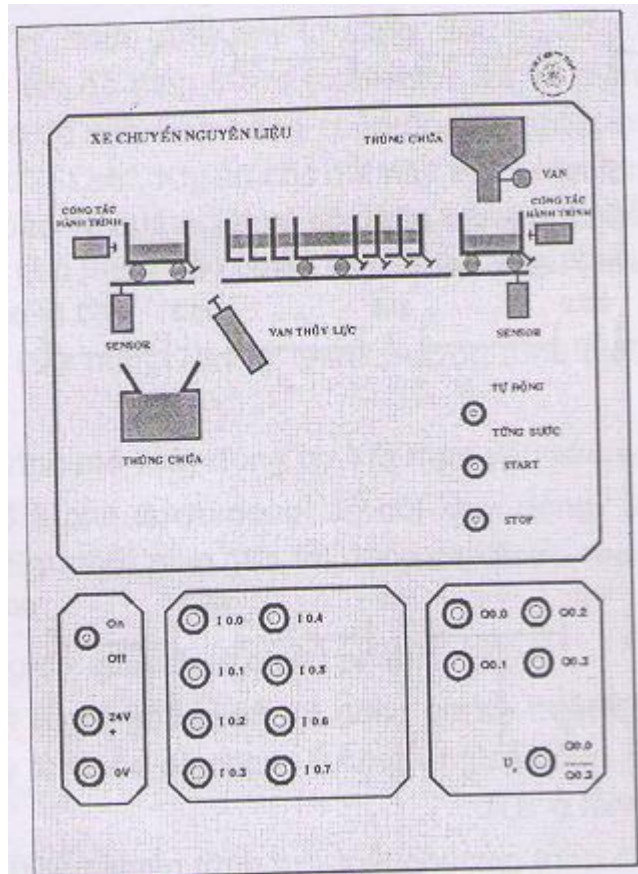 XE CHUYỂN NGUYÊN LIỆU
THÙNG CHỨA
VAN
CÔNG TẮC
HÀNH TRÌNH
CÔNG TẮC
HÀNH TRÌNH
SENSOR
VAN THỦY LỰC
SENSOR
THÙNG CHỨA
TỰ ĐỘNG
TỪNG BƯỚC
START
STOP
On
Off
24V
+
0V
I 0.0
I 0.4
I 0.1
I 0.5
I 0.2
I 0.6
I 0.3
I 0.7
Q0.0
Q0.2
Q0.1
Q0.3
Q0.0
Q0.3